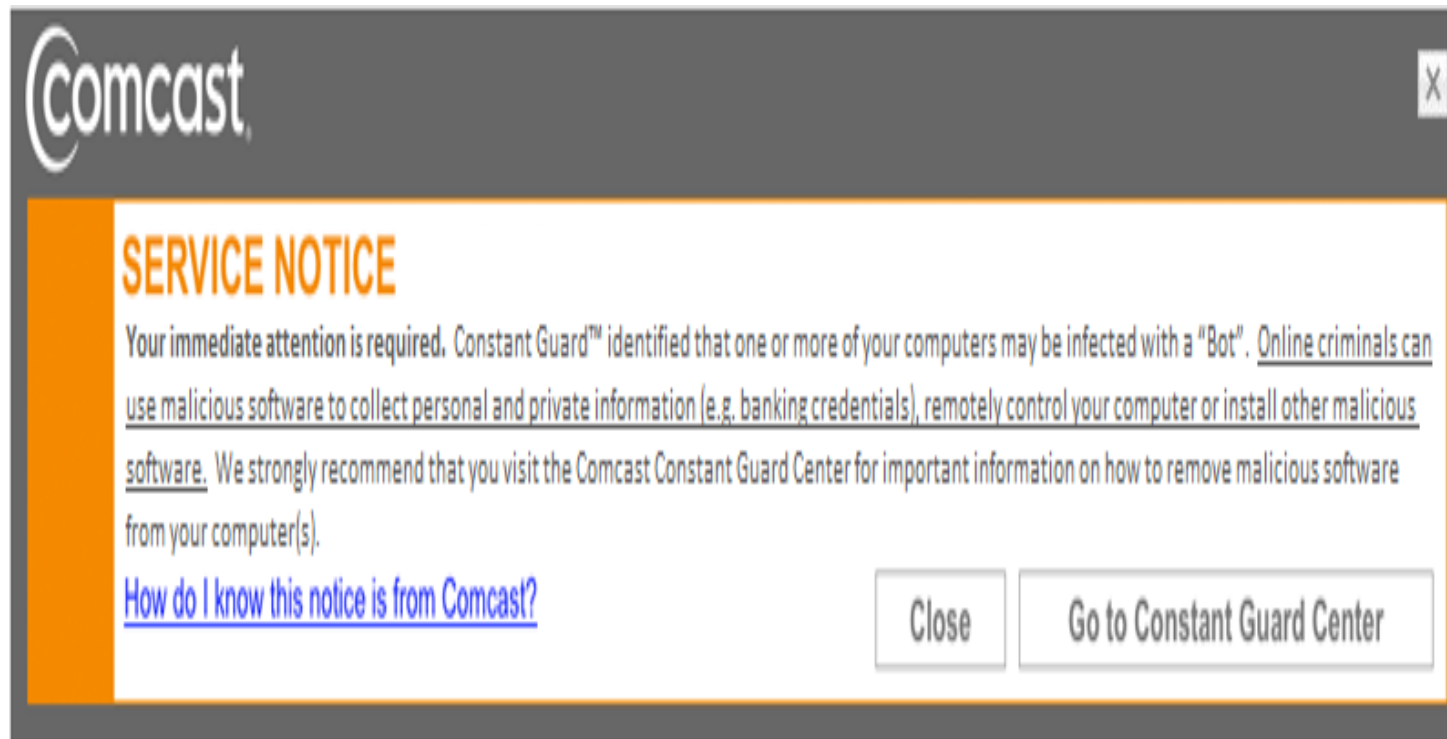 comcast®
X
SERVICE NOTICE
Your immediate attention is required. Constant Guard™ identified that one or more of your computers may be infected with a “Bot”. Online criminals can
use malicious software to collect personal and private information (e.g. banking credentials), remotely control your computer or install other malicious
software. We strongly recommend that you visit the Comcast Constant Guard Center for important information on how to remove malicious software
from your computer(s).
How do I know this notice is from Comcast?
Close Go to Constant Guard Center